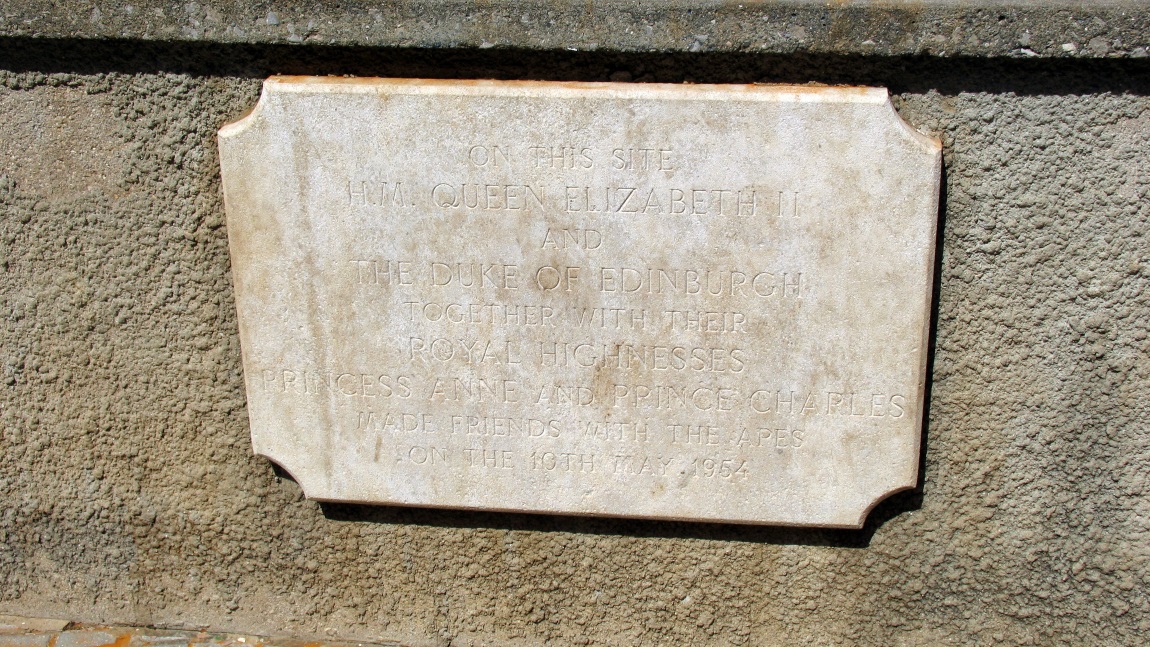 ON THIS SITE
H.M. QUEEN ELIZABETH II
AND
THE DUKE OF EDINBURGH
TOGETHER WITH THEIR
ROYAL HIGHNESSES
PRINCESS ANNE AND PRINCE CHARLES
MADE FRIENDS WITH THE APES
ON THE 10TH MAY 1954